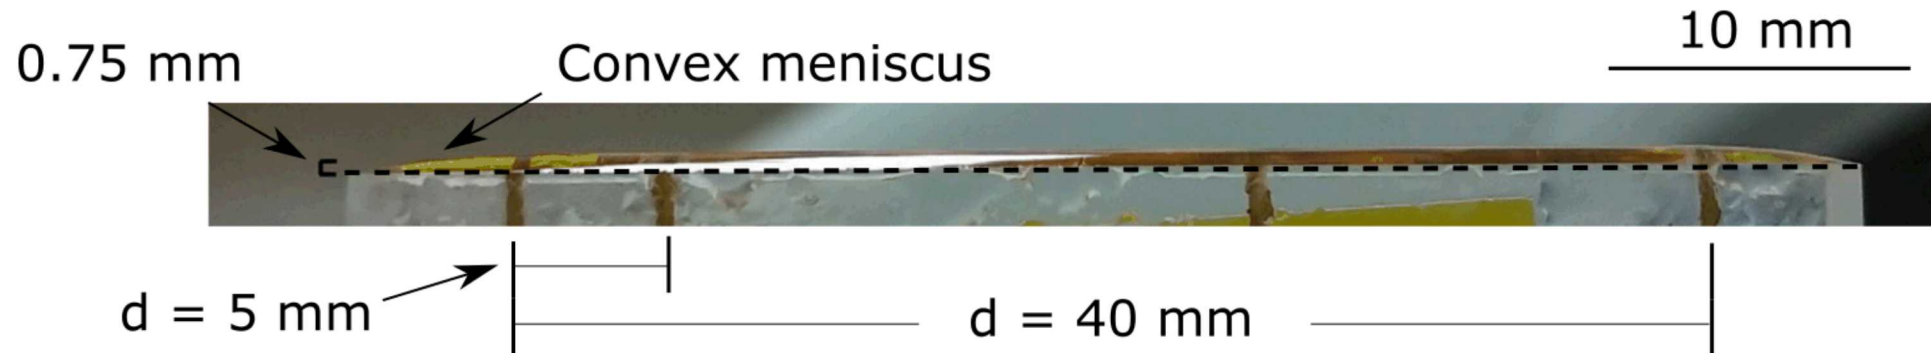 10 mm
0.75 mm
Convex meniscus
d = 5 mm
d = 40 mm